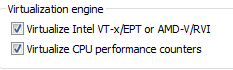 Virtualization engine
Virtualize Intel VT-x/EPT or AMD-V/RVI
Virtualize CPU performance counters